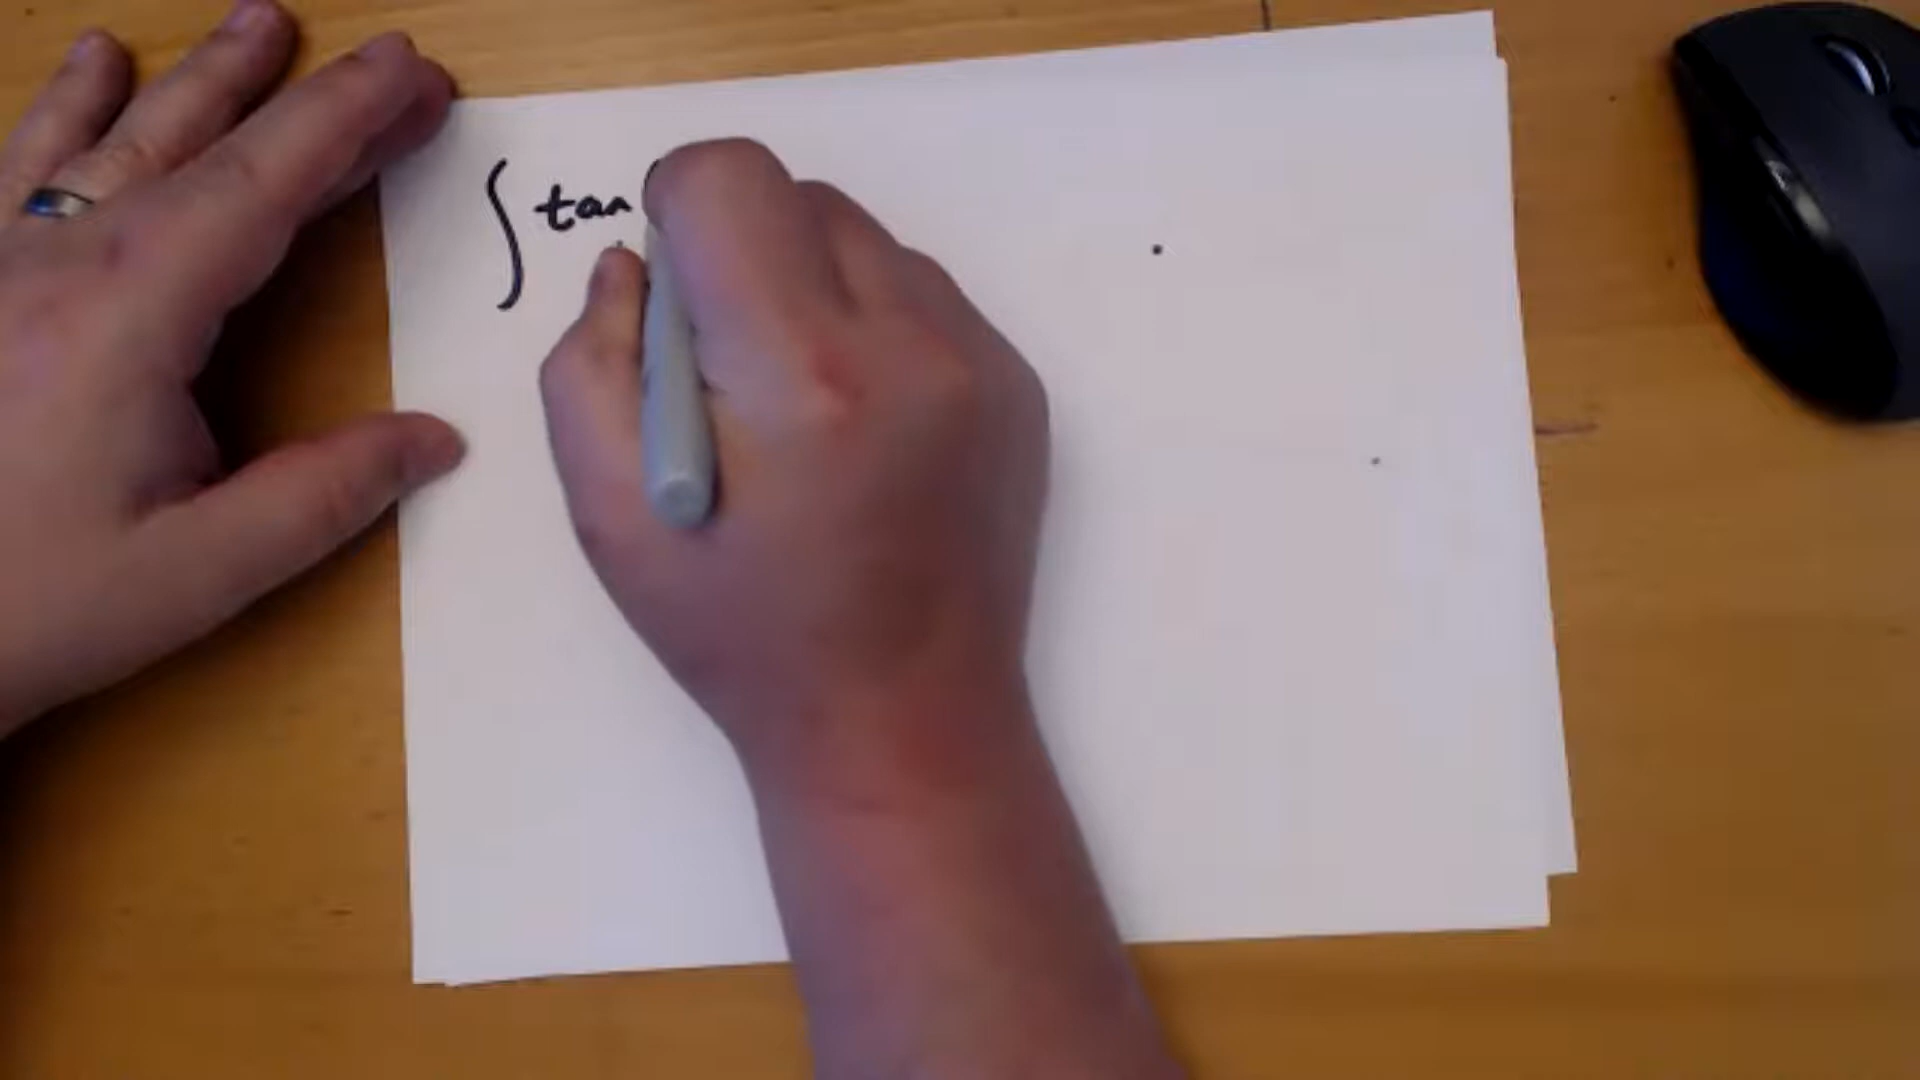 ∫ tan (